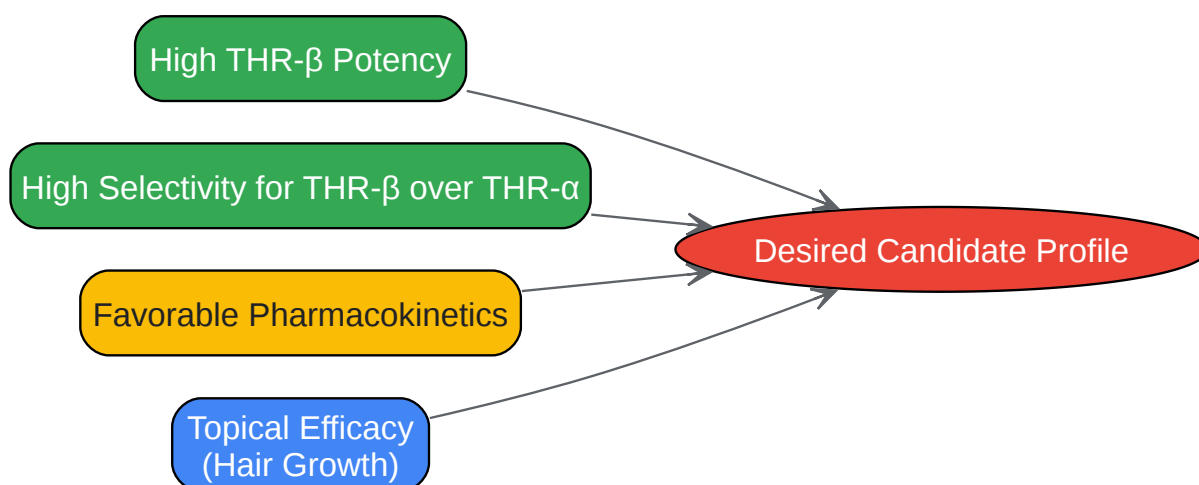 High THR-β Potency
High Selectivity for THR-β over THR-α
Desired Candidate Profile
Favorable Pharmacokinetics
Topical Efficacy
(Hair Growth)